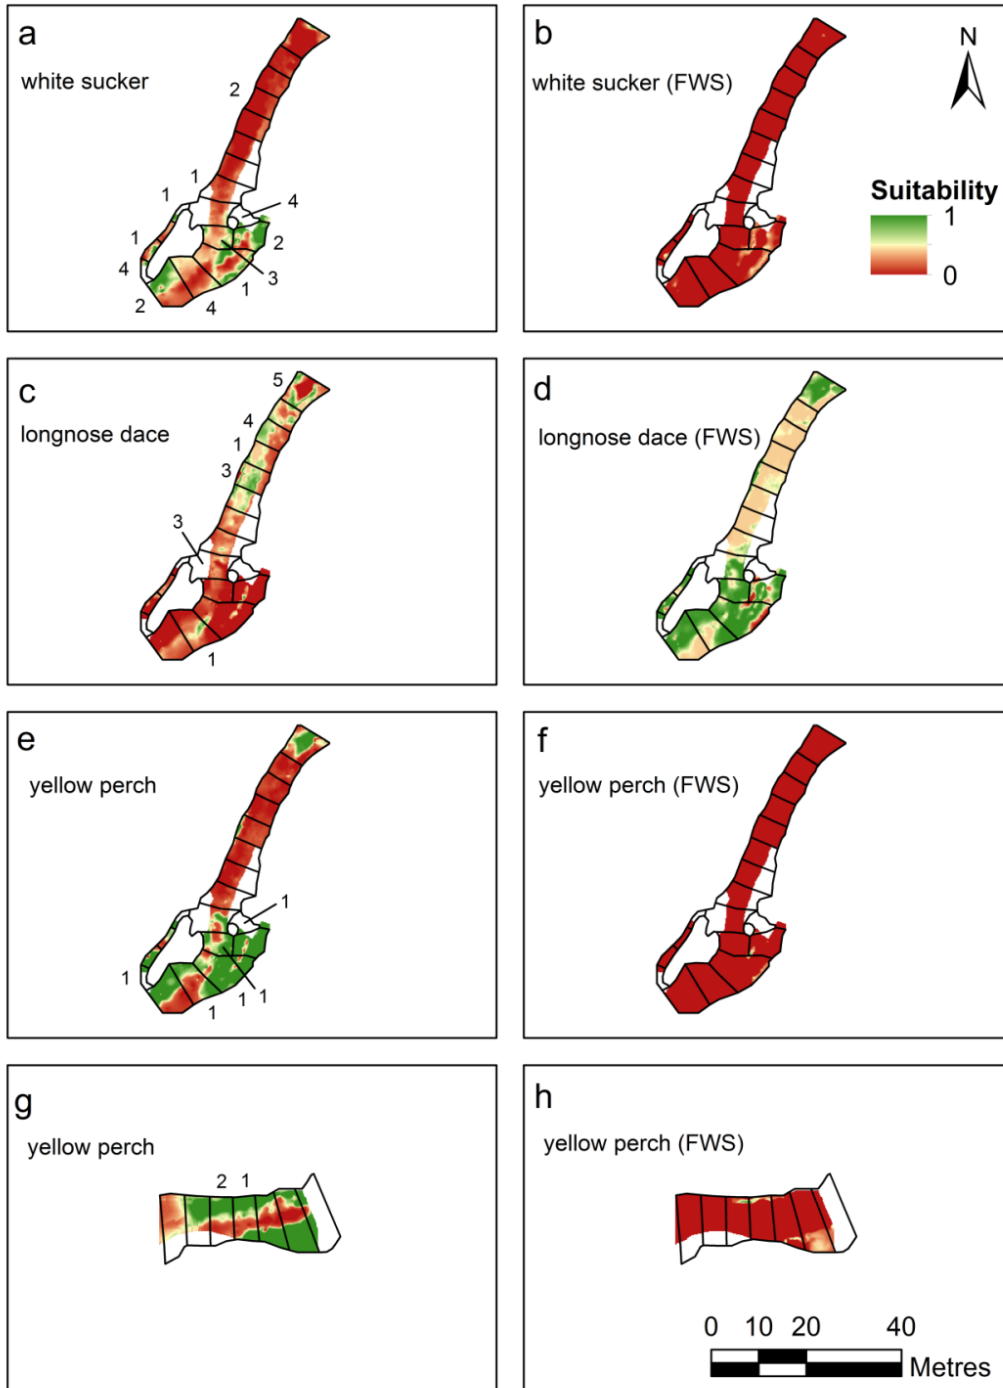 a
white sucker
2
1
1
4
1
2
4
3
1
2
4
b
white sucker (FWS)
N
Suitability
1
0
c
longnose dace
5
4
1
3
3
1
d
longnose dace (FWS)
e
yellow perch
1
1
1
1
1
f
yellow perch (FWS)
g
yellow perch
2 1
h
yellow perch (FWS)
0 10 20 40
Metres